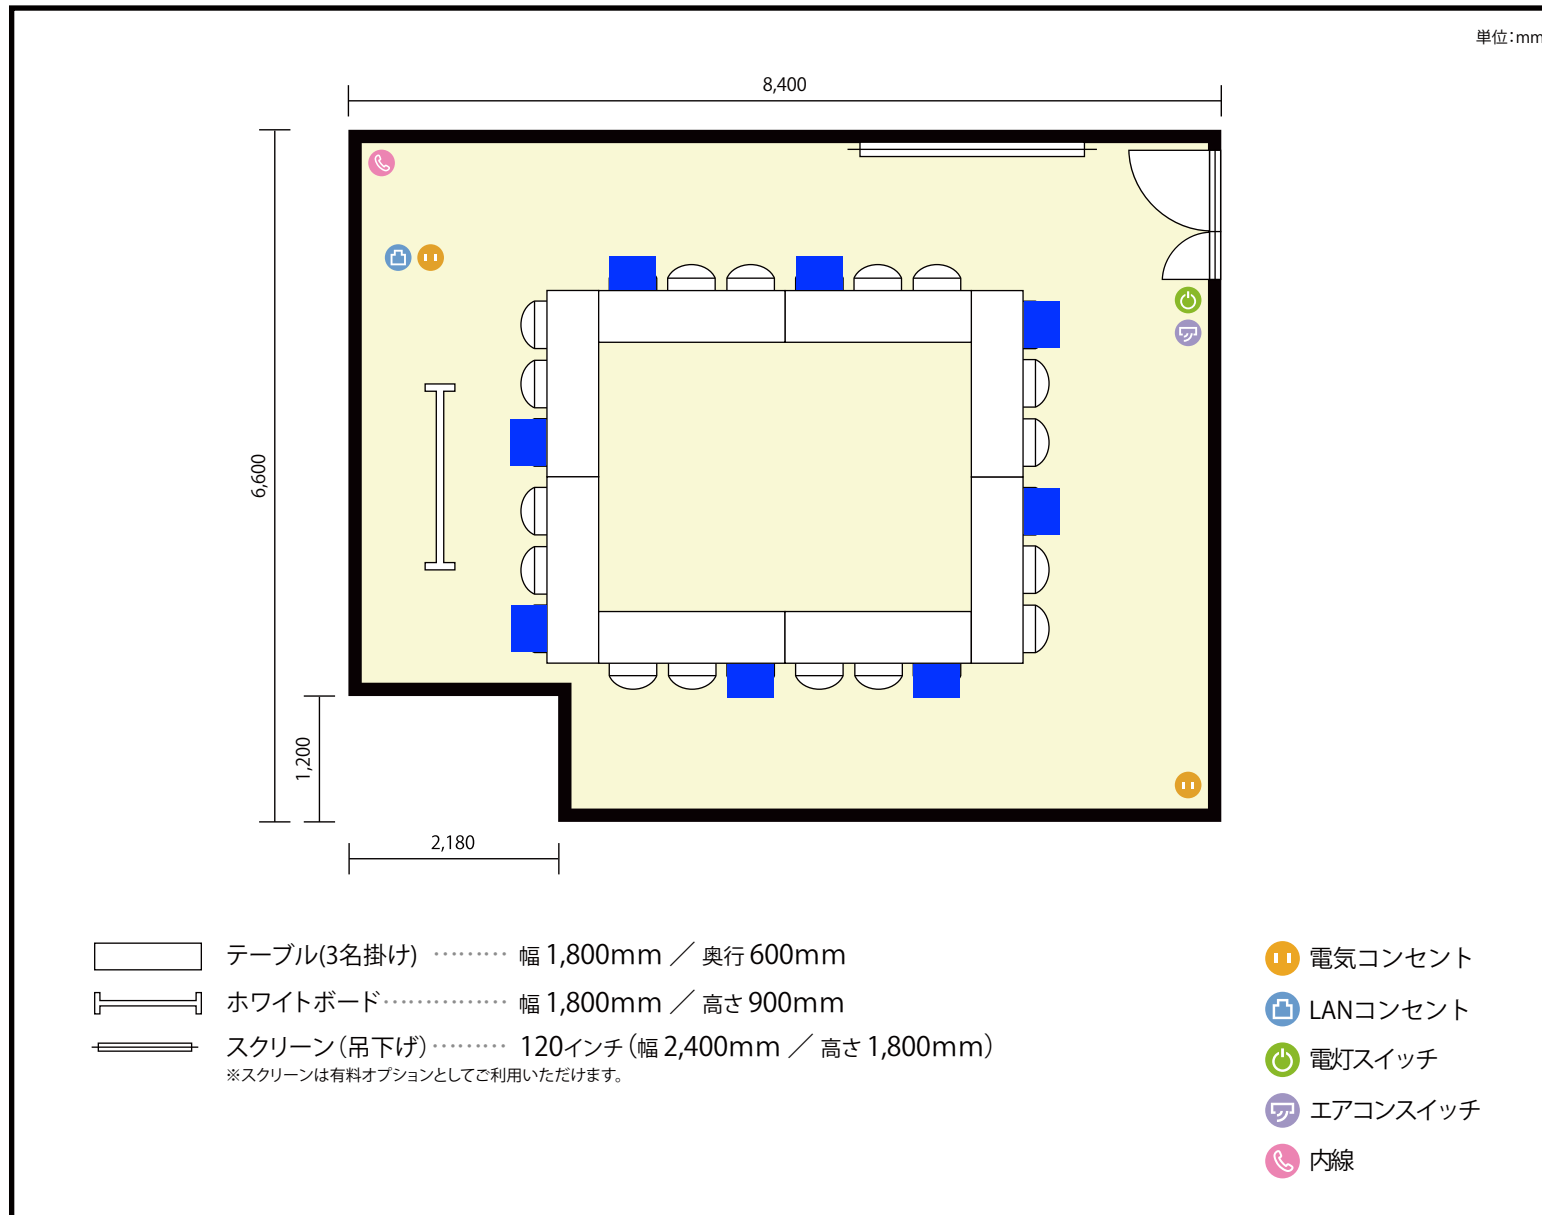 単位:mm
8,400
6,600
1,200
2,180
テーブル(3名掛け) ……… 幅 1,800mm ／ 奥行 600mm
ホワイトボード…………… 幅 1,800mm ／ 高さ 900mm
スクリーン(吊下げ)……… 120インチ(幅 2,400mm ／ 高さ 1,800mm)
※スクリーンは有料オプションとしてご利用いただけます。
電気コンセント
LANコンセント
電灯スイッチ
エアコンスイッチ
内線